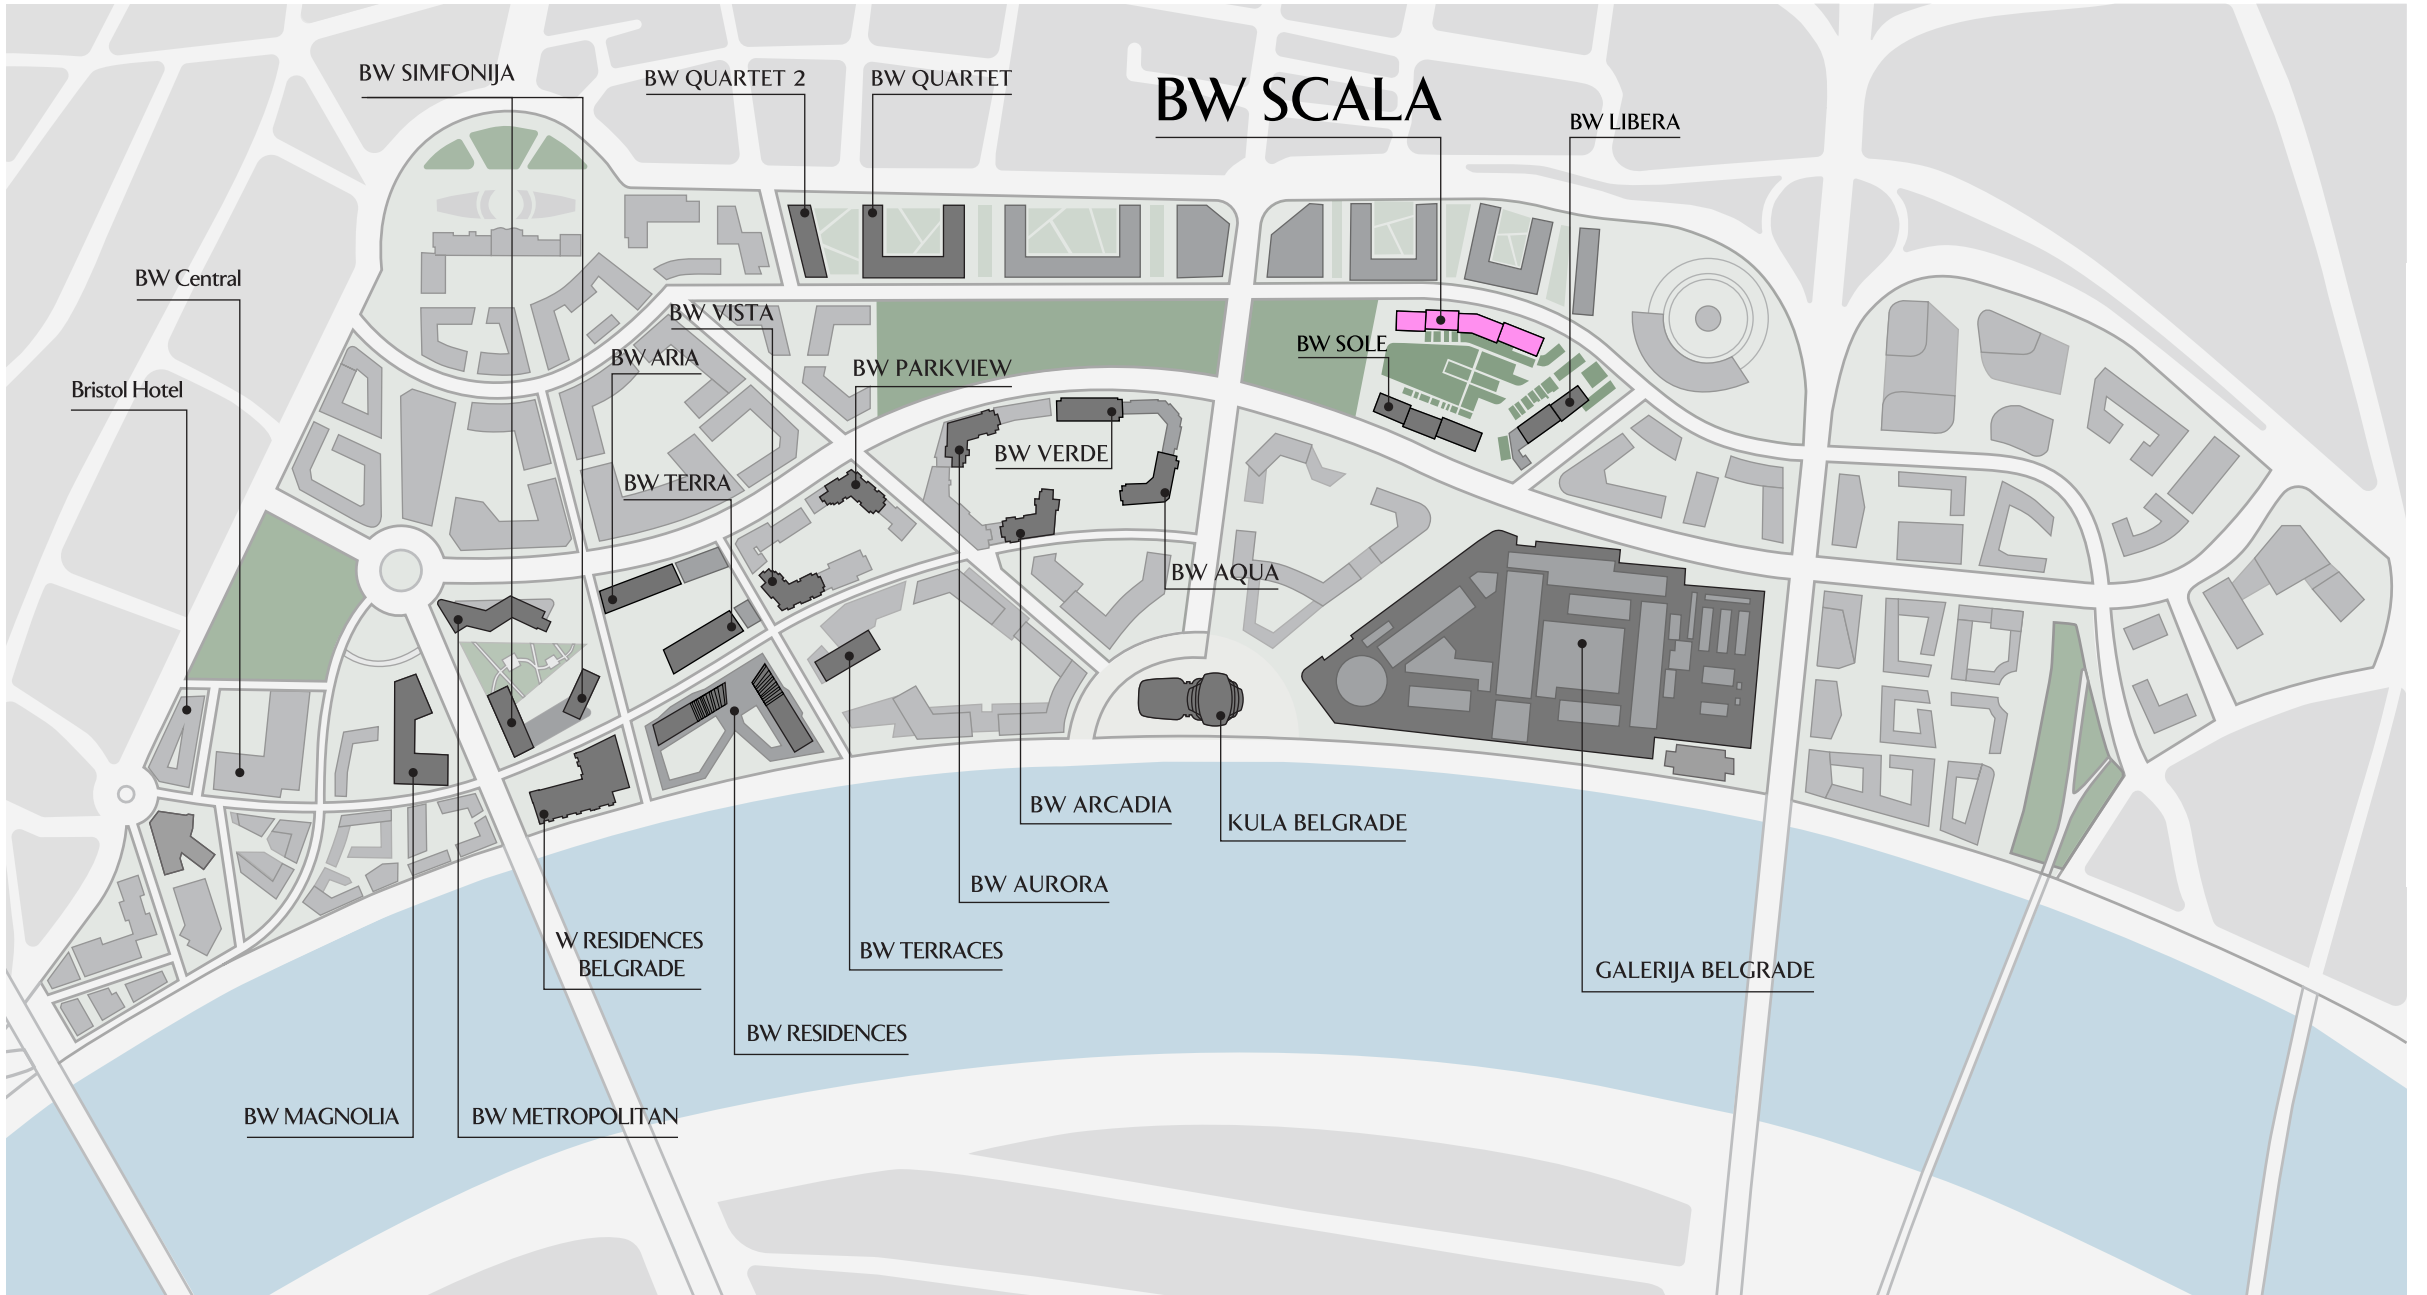 BW SIMFONIJA
BW QUARTET 2
BW QUARTET
BW SCALA
BW LIBERA
BW Central
BW VISTA
BW SOLE
BW ARIA
BW PARKVIEW
Bristol Hotel
BW VERDE
BW TERRA
BW AQUA
BW ARCADIA
KULA BELGRADE
BW AURORA
W RESIDENCES
BELGRADE
BW TERRACES
GALERIJA BELGRADE
BW RESIDENCES
BW MAGNOLIA
BW METROPOLITAN